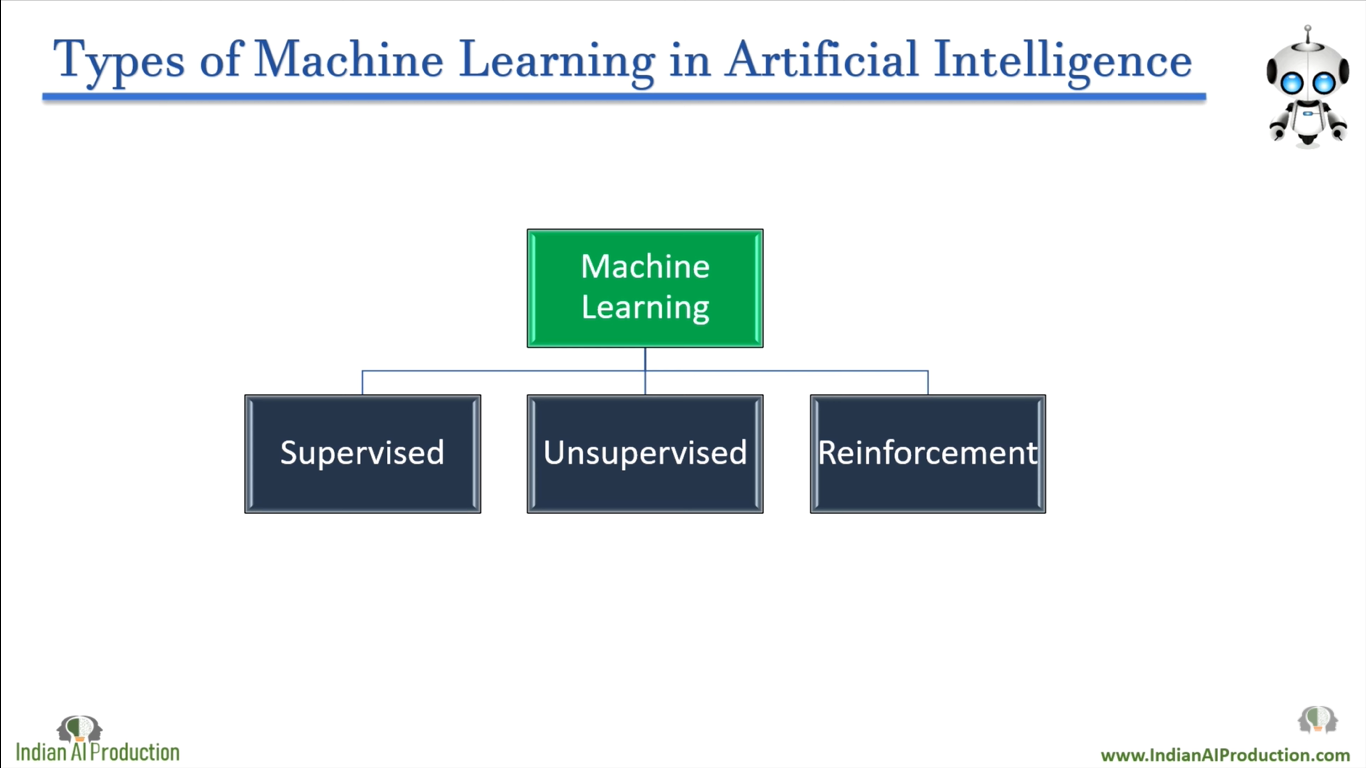 Types of Machine Learning in Artificial Intelligence
Machine
Learning
Supervised
Unsupervised
Reinforcement
Indian AI Production
www.IndianAIProduction.com